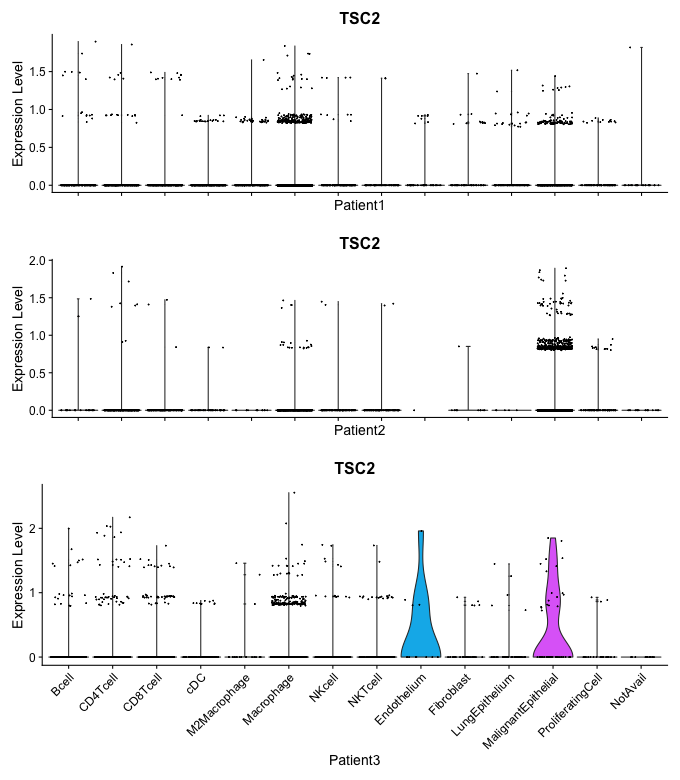 TSC2
Expression Level
1.5
1.0
0.5
0.0
Patient1
TSC2
Expression Level
2.0
1.5
1.0
0.5
0.0
Patient2
TSC2
Expression Level
2
1
0
Bcell
CD4Tcell
CD8Tcell
cDC
M2Macrophage
Macrophage
NKcell
NKTcell
Endothelium
Fibroblast
LungEpithelium
MalignantEpithelial
ProliferatingCell
NotAvail
Patient3